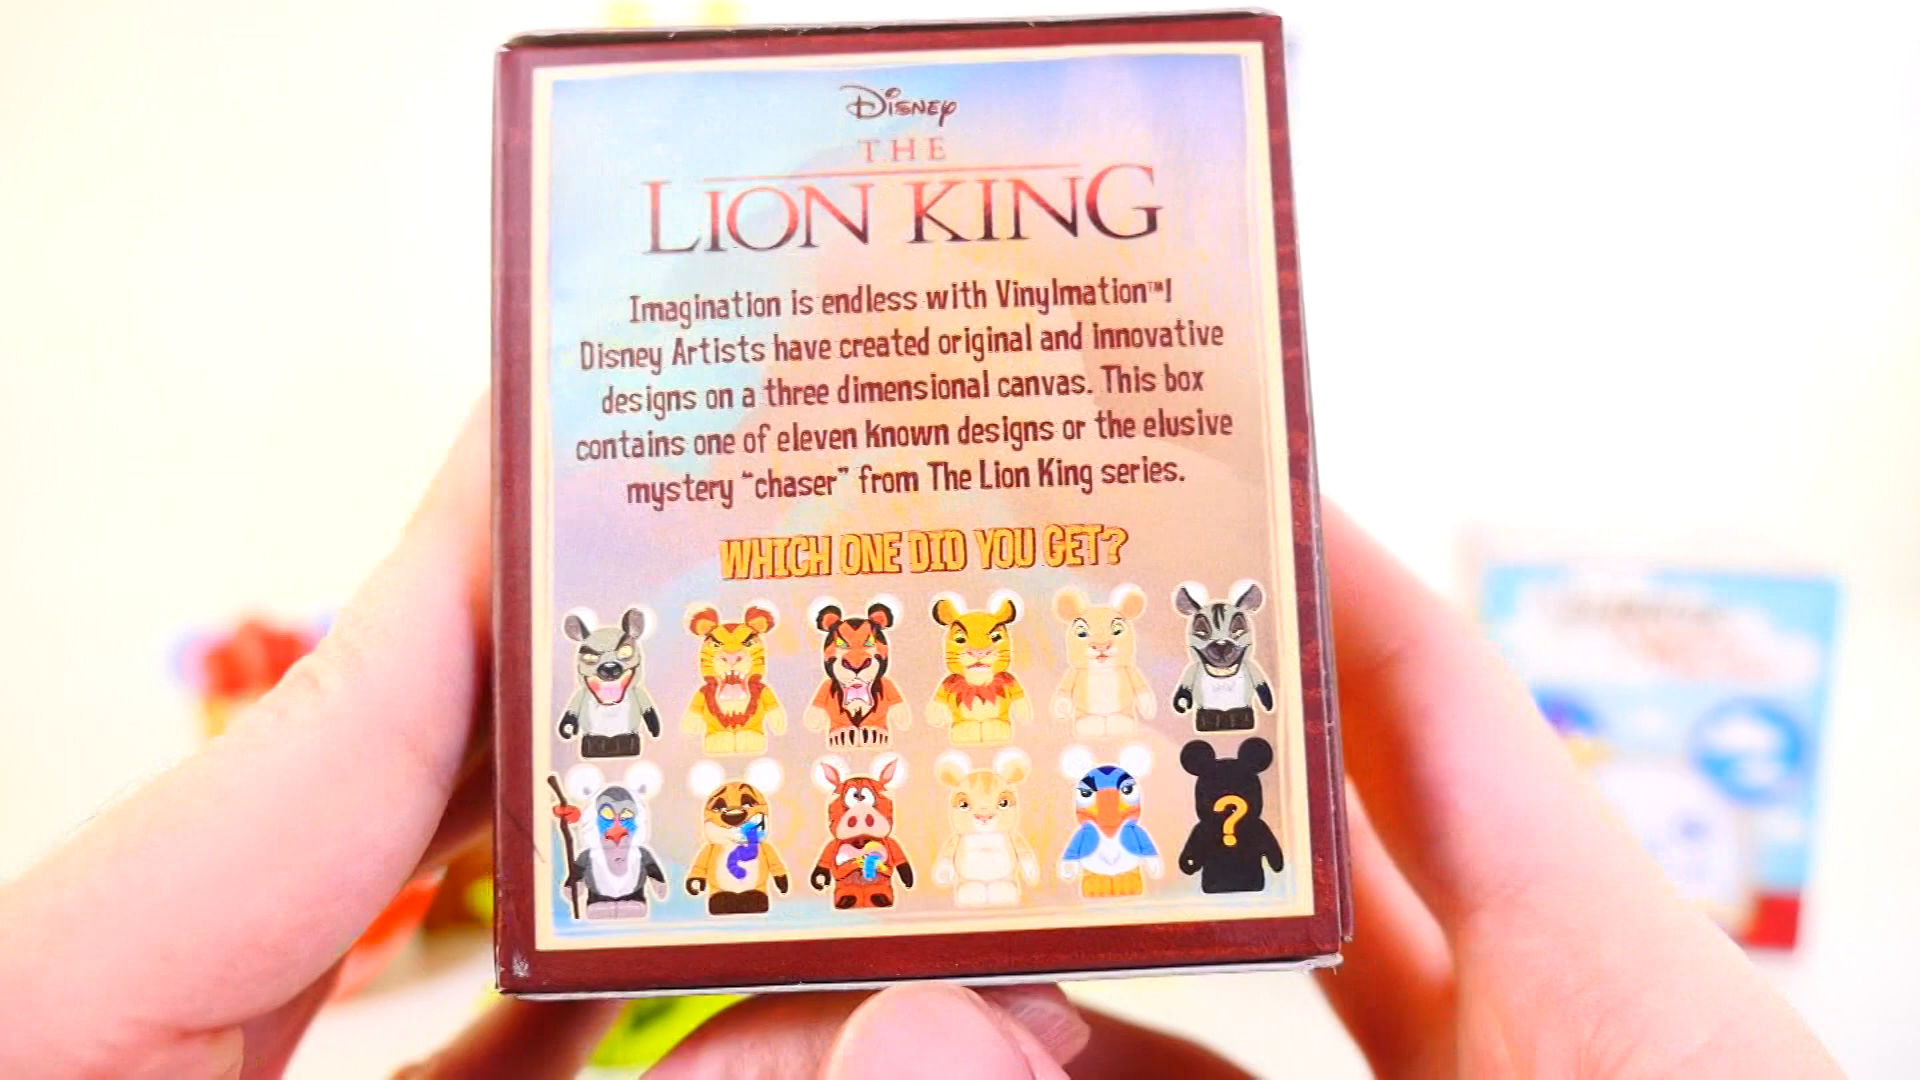 Disney
THE
LION KING
Imagination is endless with Vinylmation™!
Disney Artists have created original and innovative
designs on a three dimensional canvas. This box
contains one of eleven known designs or the elusive
mystery “chaser” from The Lion King series.
WHICH ONE DID YOU GET?
?